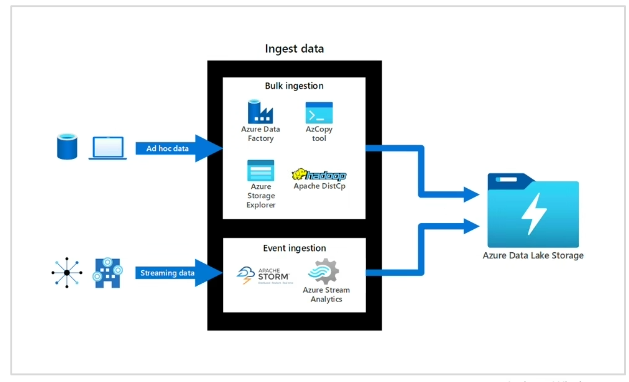 Ingest data
Bulk ingestion
Azure Data
Factory
AzCopy
tool
Ad hoc data
Azure
Storage
Explorer
hadoop
Apache DistCp
Azure Data Lake Storage
Event ingestion
Streaming data
APACHE
STORM
Azure Stream
Analytics